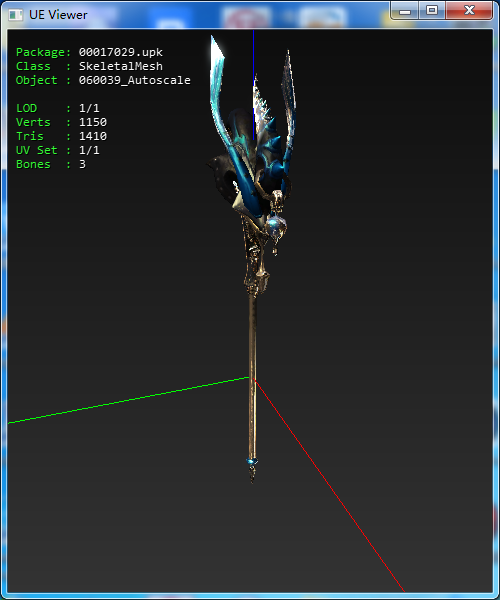 UE Viewer
Package: 00017029.upk
Class : SkeletalMesh
Object : 060039_Autoscale
LOD : 1/1
Verts : 1150
Tris : 1410
UV Set : 1/1
Bones : 3